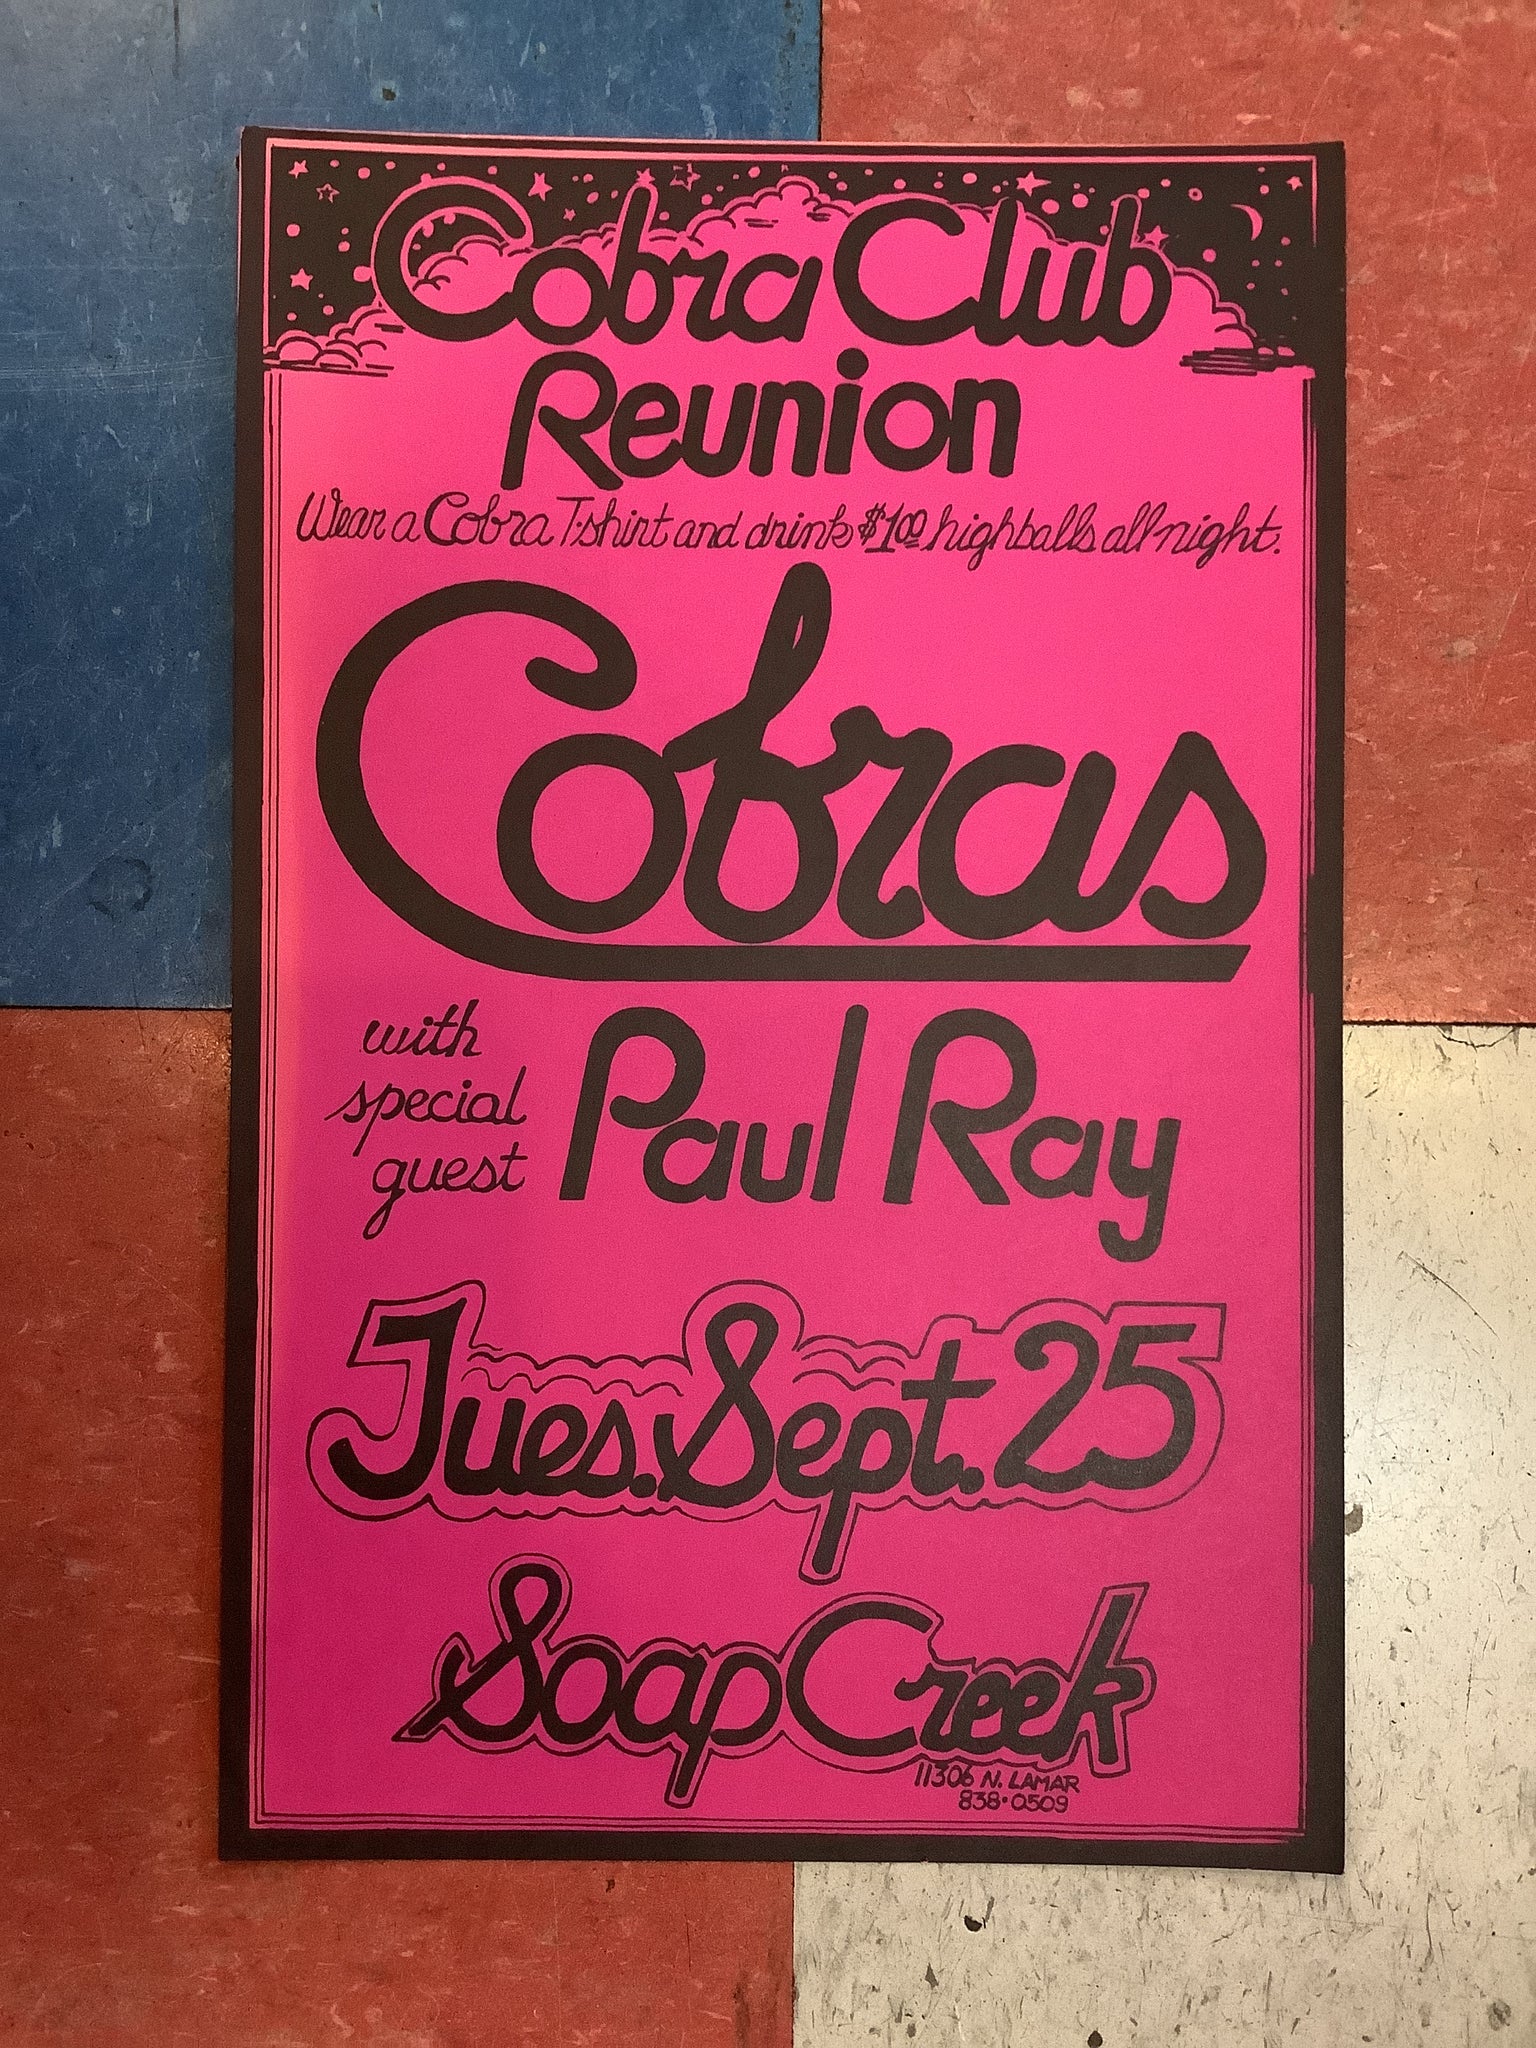 Cobra Club
Reunion
Wear a Cobra T-shirt and drink $1.00 highballs all night.
Cobras
with
special
guest
Paul Ray
Tues. Sept. 25
Soap Creek
11306 N. LAMAR
838·0509